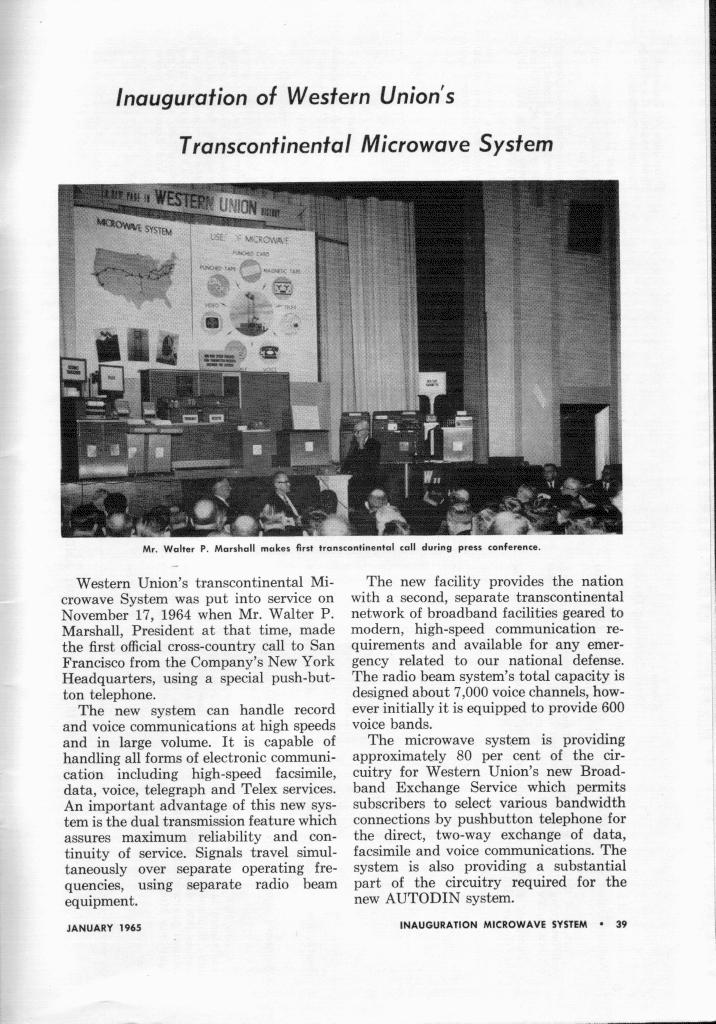 Inauguration of Western Union's
Transcontinental Microwave System
A NEW PAGE IN WESTERN UNION HISTORY
MICROWAVE SYSTEM
USES OF MICROWAVE
PUNCHED CARD
PUNCHED TAPE
MAGNETIC TAPE
VIDEO
VOICE
Mr. Walter P. Marshall makes first transcontinental call during press conference.
Western Union's transcontinental Mi-
crowave System was put into service on
November 17, 1964 when Mr. Walter P.
Marshall, President at that time, made
the first official cross-country call to San
Francisco from the Company's New York
Headquarters, using a special push-but-
ton telephone.
The new system can handle record
and voice communications at high speeds
and in large volume. It is capable of
handling all forms of electronic communi-
cation including high-speed facsimile,
data, voice, telegraph and Telex services.
An important advantage of this new sys-
tem is the dual transmission feature which
assures maximum reliability and con-
tinuity of service. Signals travel simul-
taneously over separate operating fre-
quencies, using separate radio beam
equipment.
The new facility provides the nation
with a second, separate transcontinental
network of broadband facilities geared to
modern, high-speed communication re-
quirements and available for any emer-
gency related to our national defense.
The radio beam system's total capacity is
designed about 7,000 voice channels, how-
ever initially it is equipped to provide 600
voice bands.
The microwave system is providing
approximately 80 per cent of the cir-
cuitry for Western Union's new Broad-
band Exchange Service which permits
subscribers to select various bandwidth
connections by pushbutton telephone for
the direct, two-way exchange of data,
facsimile and voice communications. The
system is also providing a substantial
part of the circuitry required for the
new AUTODIN system.
JANUARY 1965
INAUGURATION MICROWAVE SYSTEM • 39